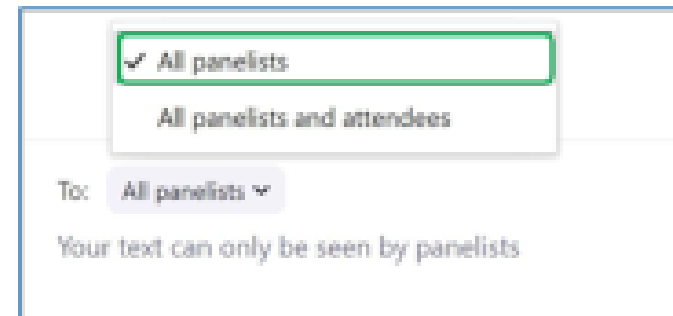 All panelists
All panelists and attendees
To: All panelists
Your text can only be seen by panelists